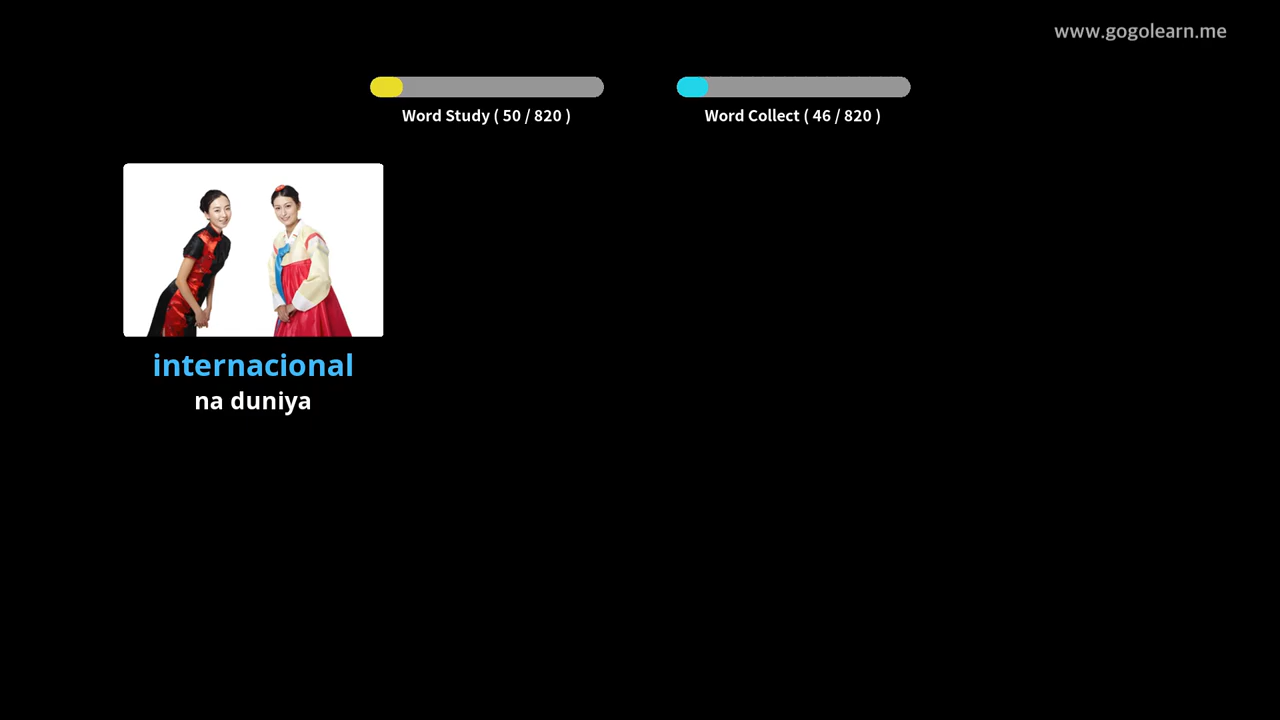 www.gogolearn.me
Word Study ( 50 / 820 )
Word Collect ( 46 / 820 )
internacional
na duniya